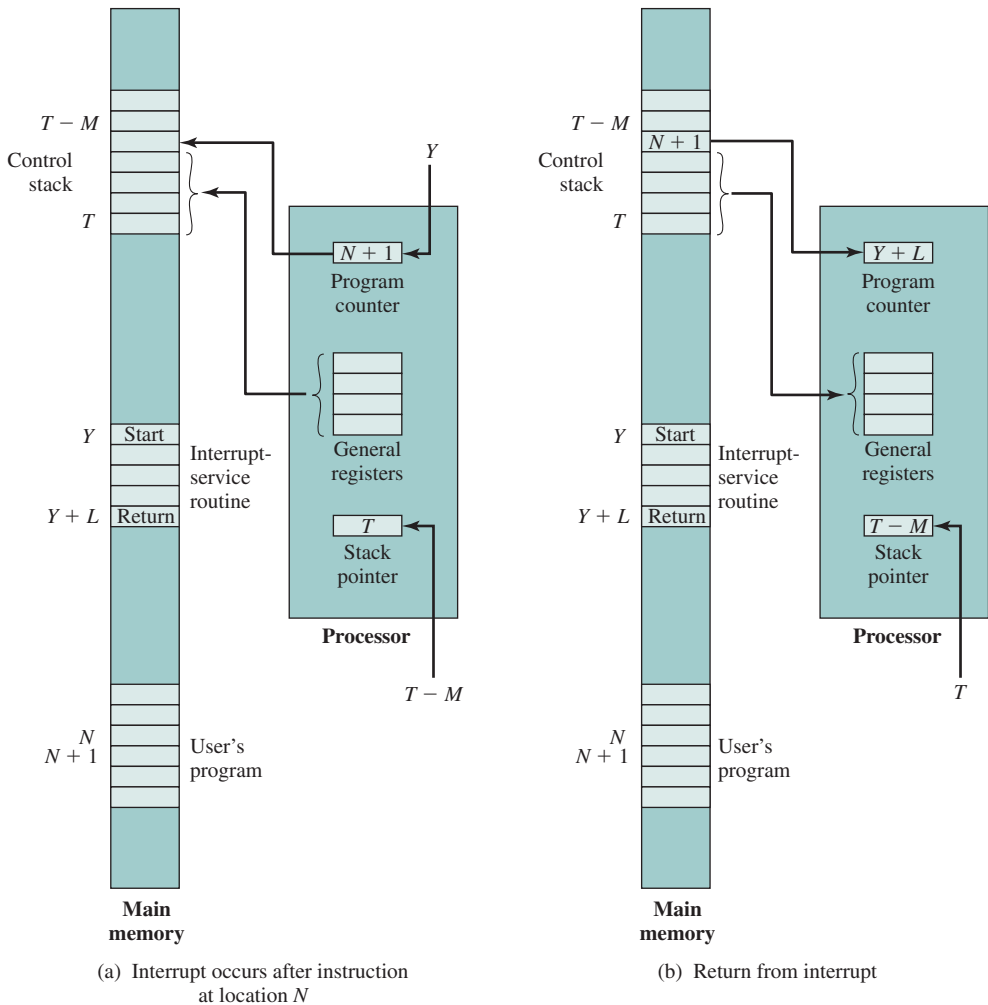 T − M
Control
stack
T
Y
N + 1
Program
counter
General
registers
Y
Start
Interrupt-
service
routine
Y + L
Return
T
Stack
pointer
Processor
T − M
N
N + 1
User's
program
Main
memory
(a) Interrupt occurs after instruction
at location N
T − M
N + 1
Control
stack
T
Y + L
Program
counter
General
registers
Y
Start
Interrupt-
service
routine
Y + L
Return
T − M
Stack
pointer
Processor
T
N
N + 1
User's
program
Main
memory
(b) Return from interrupt